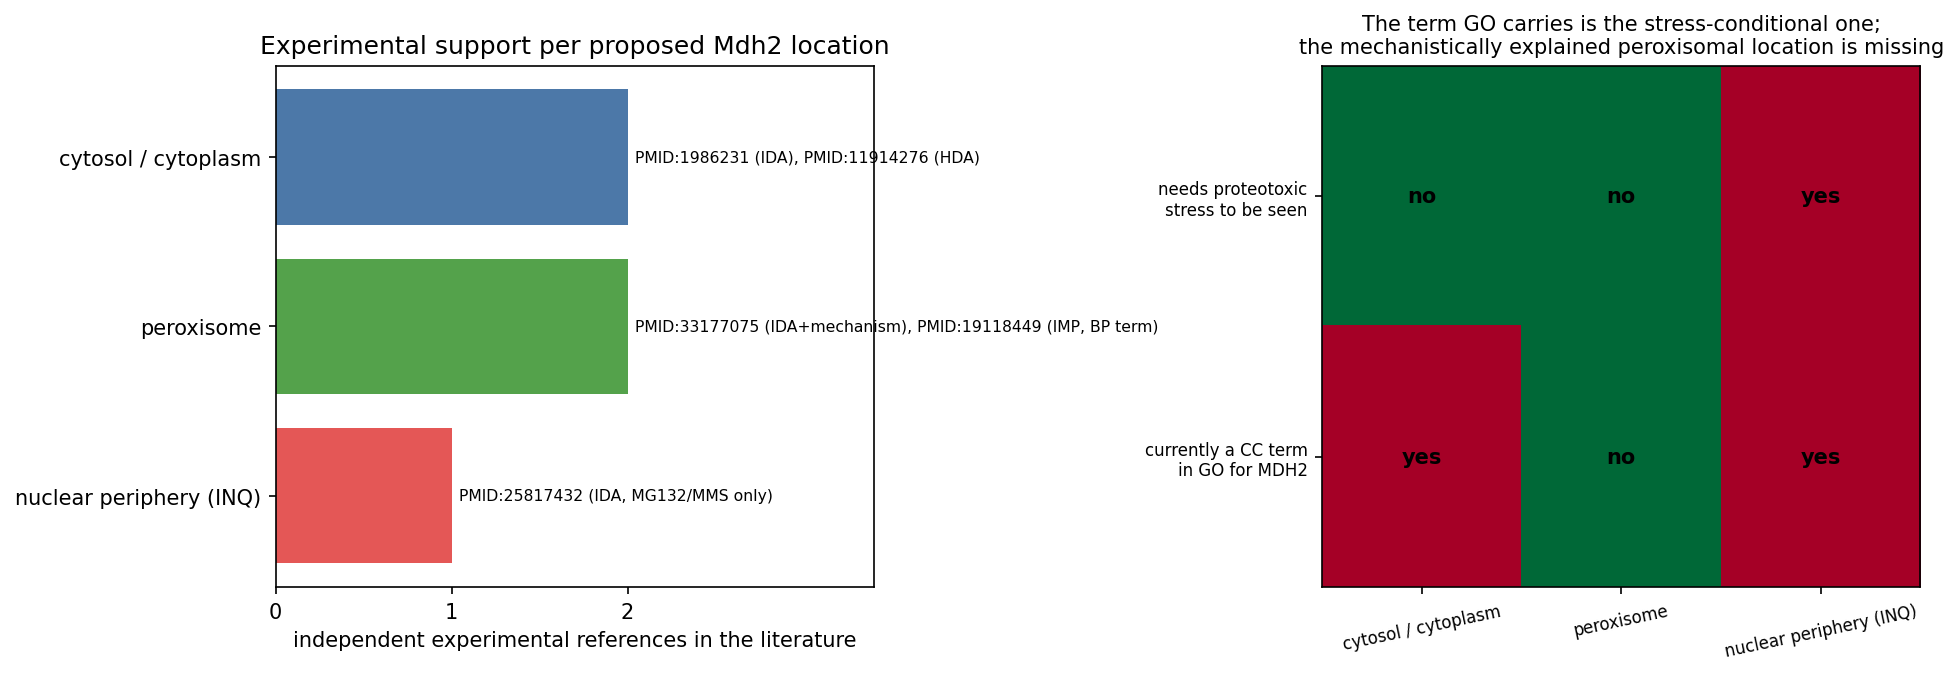 Experimental support per proposed Mdh2 location
cytosol / cytoplasm
PMID:1986231 (IDA), PMID:11914276 (HDA)
peroxisome
PMID:33177075 (IDA+mechanism), PMID:19118449 (IMP, BP term)
nuclear periphery (INQ)
PMID:25817432 (IDA, MG132/MMS only)
0 1 2
independent experimental references in the literature
The term GO carries is the stress-conditional one;
the mechanistically explained peroxisomal location is missing
needs proteotoxic
stress to be seen
no no yes
currently a CC term
in GO for MDH2
yes no yes
cytosol / cytoplasm
peroxisome
nuclear periphery (INQ)